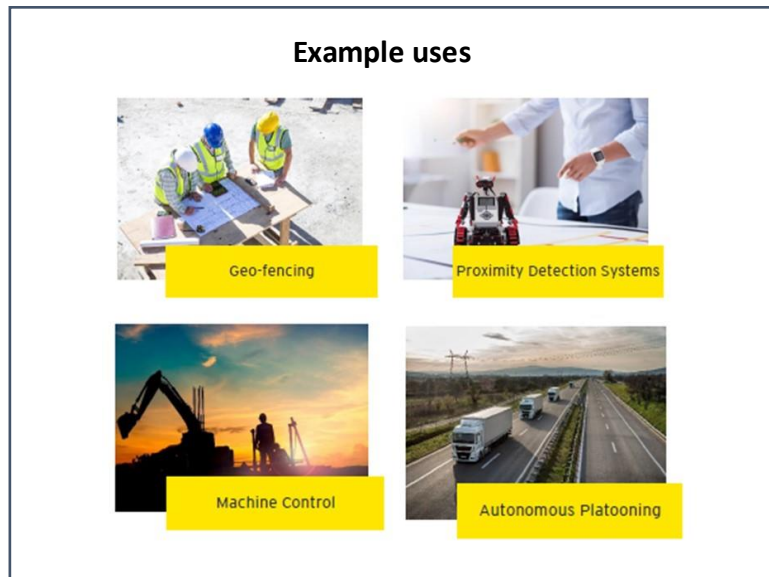 Example uses
Geo-fencing
Proximity Detection Systems
Machine Control
Autonomous Platooning